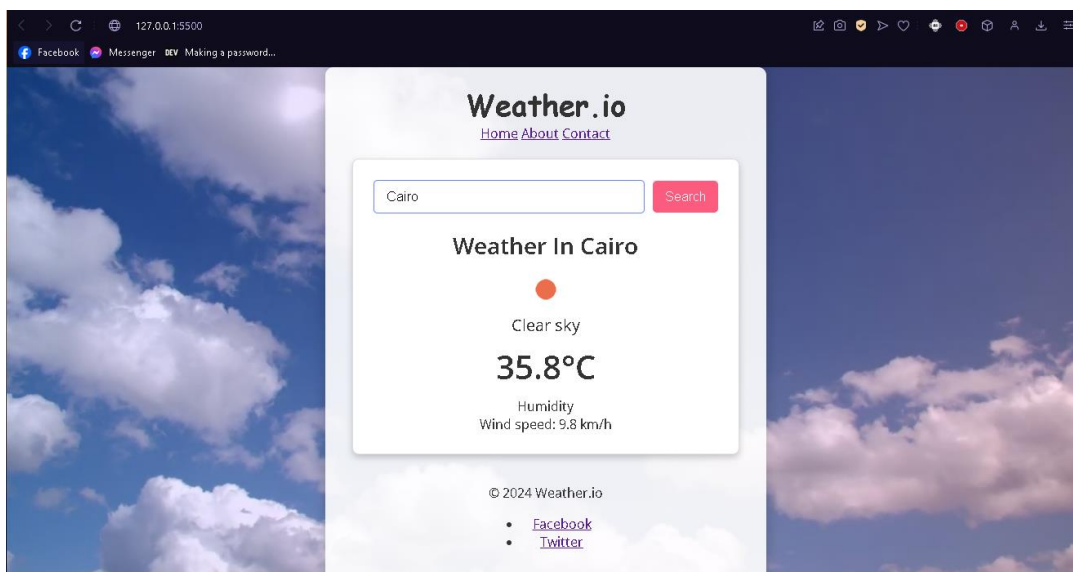 127.0.0.1:5500
Facebook Messenger DEV Making a password...
Weather.io
Home About Contact
Cairo Search
Weather In Cairo
Clear sky
35.8°C
Humidity
Wind speed: 9.8 km/h
© 2024 Weather.io
Facebook
Twitter